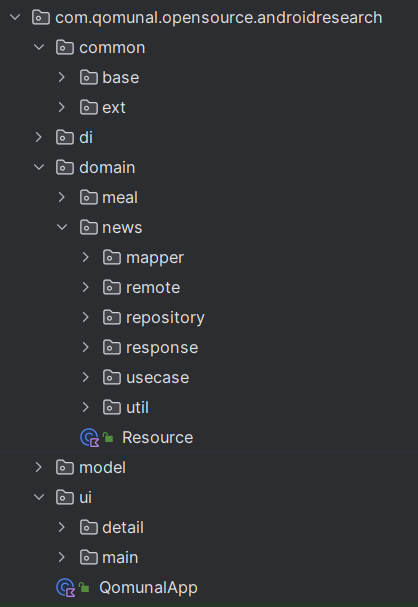 com.qomunal.opensource.androidresearch
common
base
ext
di
domain
meal
news
mapper
remote
repository
response
usecase
util
Resource
model
ui
detail
main
QomunalApp